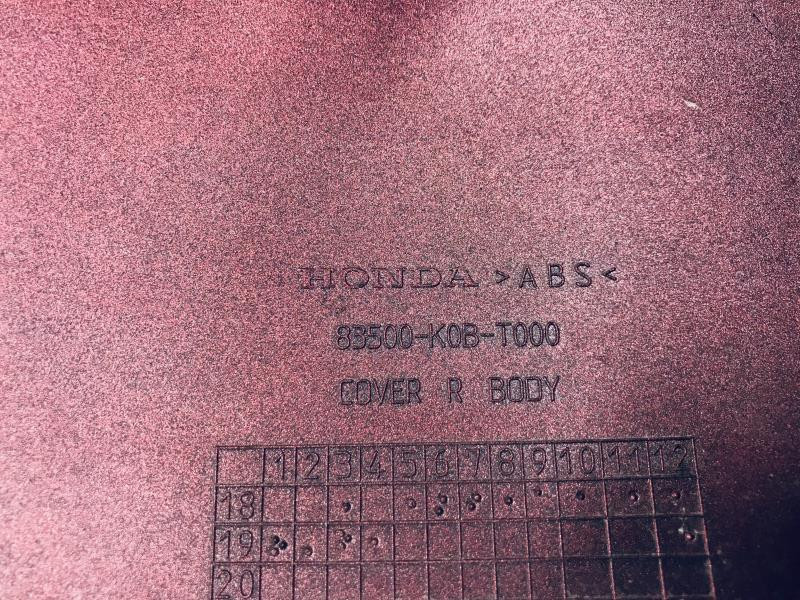 HONDA >ABS<
83500-K0B-T000
COVER R BODY
1 2 3 4 5 6 7 8 9 10 11 12
18
19
20